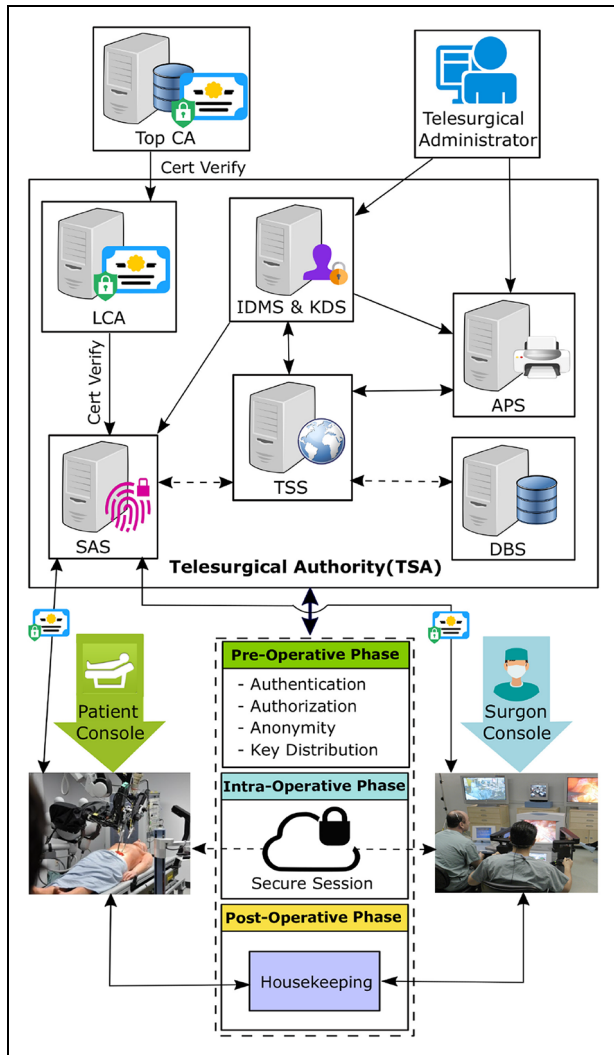 Top CA
Telesurgical
Administrator
Cert Verify
LCA
IDMS & KDS
APS
Cert Verify
SAS
TSS
DBS
Telesurgical Authority(TSA)
Pre-Operative Phase
- Authentication
- Authorization
- Anonymity
- Key Distribution
Patient
Console
Surgon
Console
Intra-Operative Phase
Secure Session
Post-Operative Phase
Housekeeping